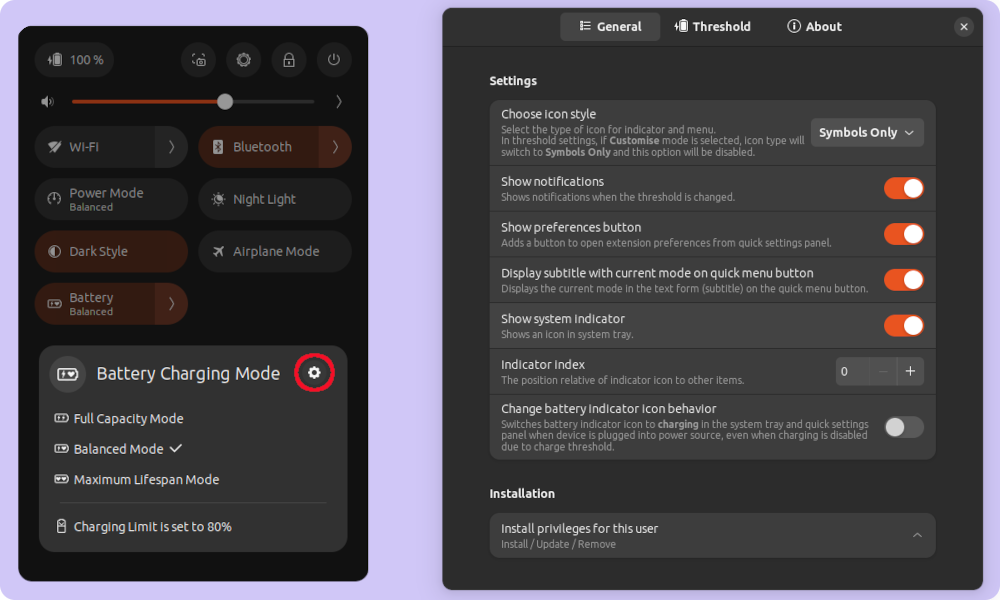 100 %
Wi-Fi
Bluetooth
Power Mode
Balanced
Night Light
Dark Style
Airplane Mode
Battery
Balanced
Battery Charging Mode
Full Capacity Mode
Balanced Mode
Maximum Lifespan Mode
Charging Limit is set to 80%
General
Threshold
About
Settings
Choose icon style
Select the type of icon for indicator and menu.
In threshold settings, if Customise mode is selected, icon type will
switch to Symbols Only and this option will be disabled.
Symbols Only
Show notifications
Shows notifications when the threshold is changed.
Show preferences button
Adds a button to open extension preferences from quick settings panel.
Display subtitle with current mode on quick menu button
Displays the current mode in the text form (subtitle) on the quick menu button.
Show system indicator
Shows an icon in system tray.
Indicator Index
The position relative of indicator icon to other items.
0
Change battery indicator icon behavior
Switches battery indicator icon to charging in the system tray and quick settings
panel when device is plugged into power source, even when charging is disabled
due to charge threshold.
Installation
Install privileges for this user
Install / Update / Remove